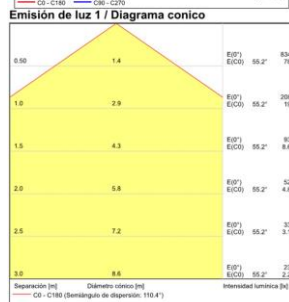 C0 - C180 C90 - C270
Emisión de luz 1 / Diagrama conico
0.50 1.4 E(0°)
E(C0) 55.2°
1.0 2.9 E(0°)
E(C0) 55.2°
1.5 4.3 E(0°)
E(C0) 55.2°
2.0 5.8 E(0°)
E(C0) 55.2°
2.5 7.2 E(0°)
E(C0) 55.2°
3.0 8.6 E(0°)
E(C0) 55.2°
Separación [m] Diámetro cónico [m] Intensidad lumínica [lx]
C0 - C180 (Semiángulo de dispersión: 110.4°)